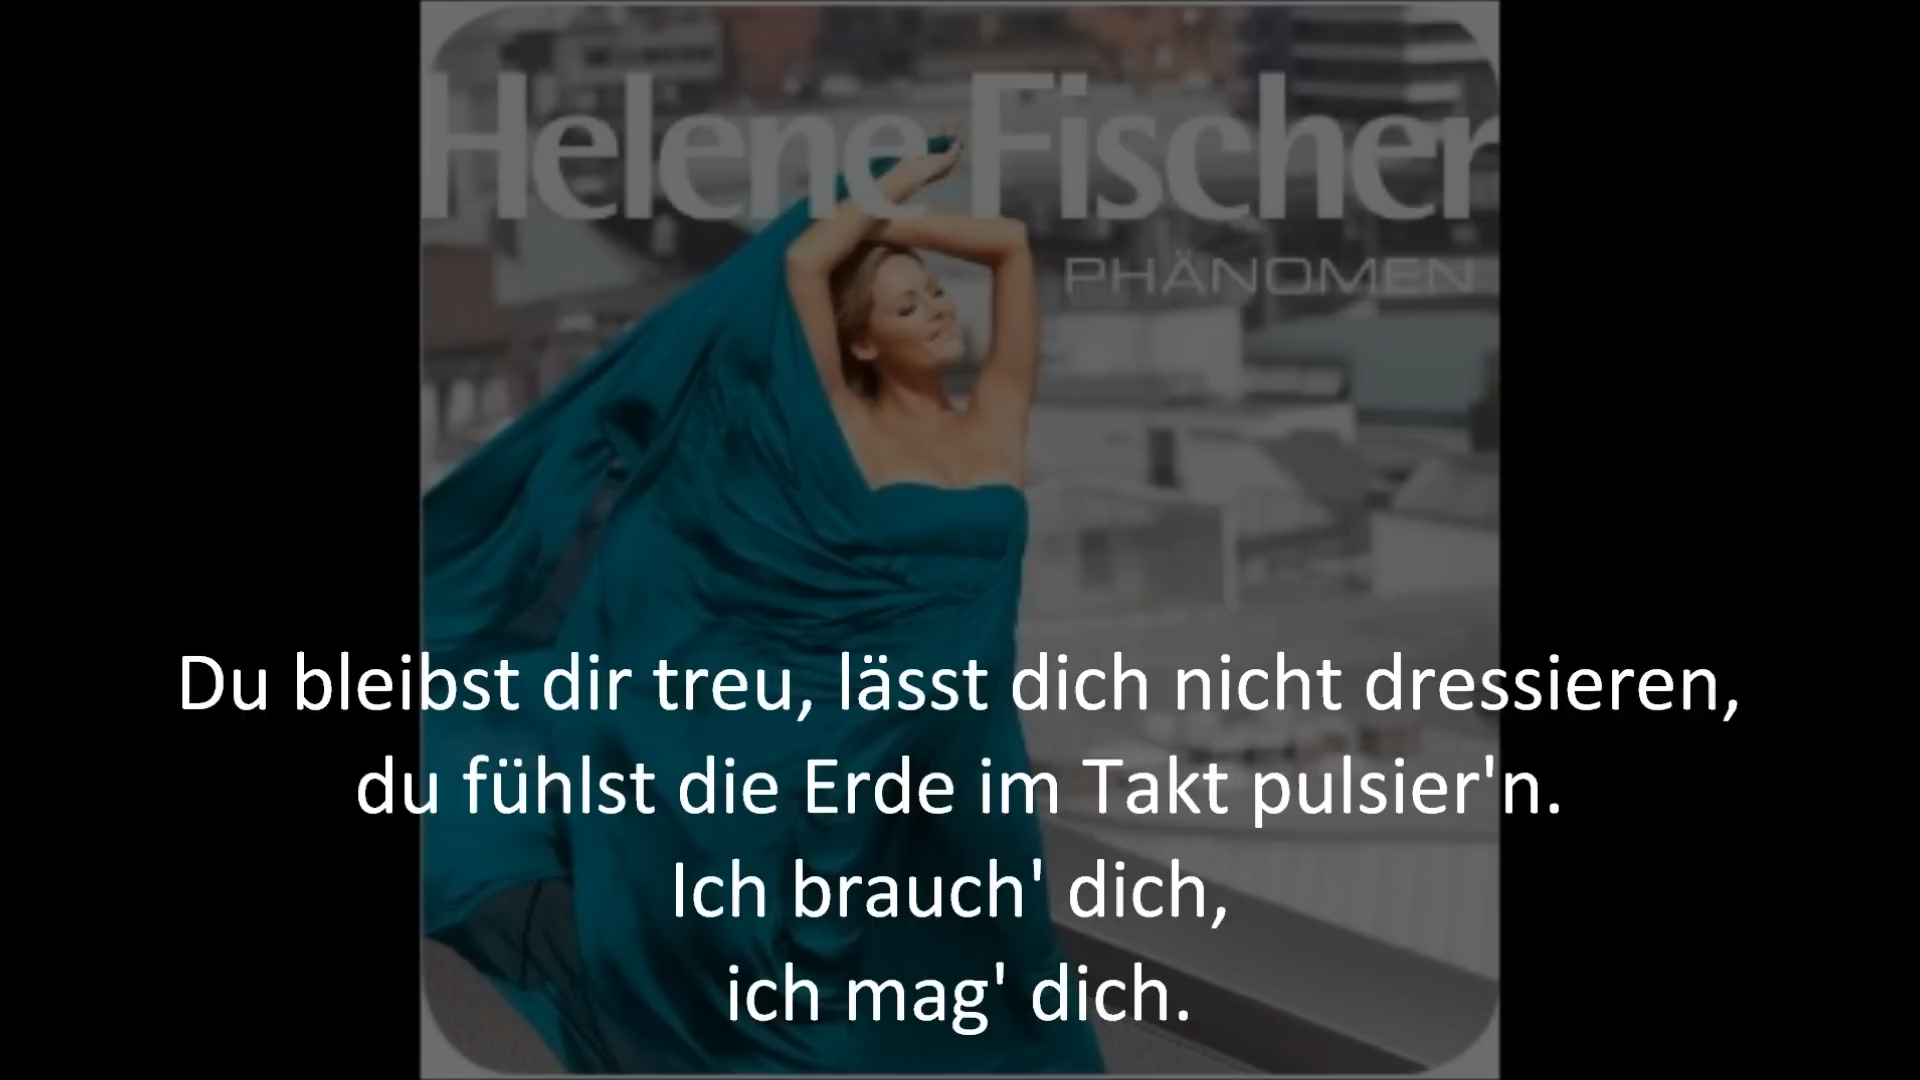 Helene Fischer
PHÄNOMEN
Du bleibst dir treu, lässt dich nicht dressieren,
du fühlst die Erde im Takt pulsier'n.
Ich brauch' dich,
ich mag' dich.